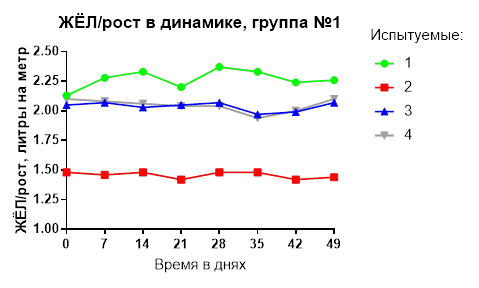 ЖЁЛ/рост в динамике, группа №1
Испытуемые:
1
2
3
4
ЖЁЛ/рост, литры на метр
2.50
2.25
2.00
1.75
1.50
1.25
1.00
0 7 14 21 28 35 42 49
Время в днях